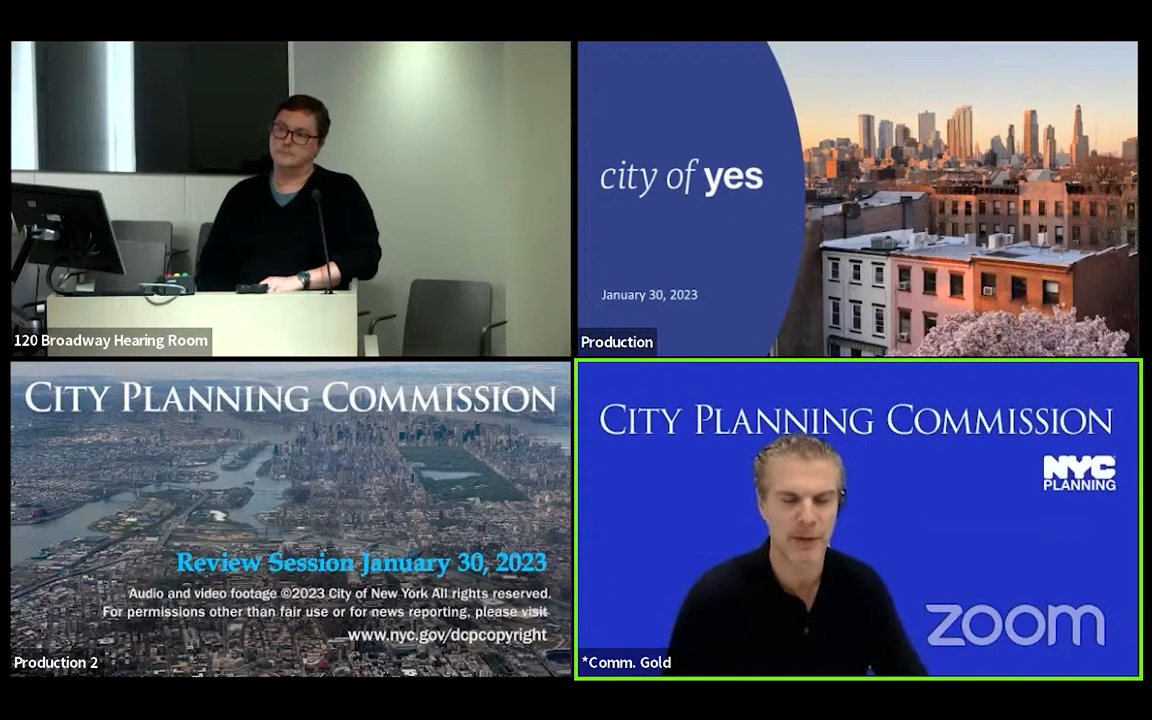 120 Broadway Hearing Room
city of yes
January 30, 2023
Production
CITY PLANNING COMMISSION
Review Session January 30, 2023
Audio and video footage ©2023 City of New York All rights reserved.
For permissions other than fair use or for news reporting, please visit
www.nyc.gov/dcpcopyright
Production 2
CITY PLANNING COMMISSION
NYC
PLANNING
zoom
*Comm. Gold